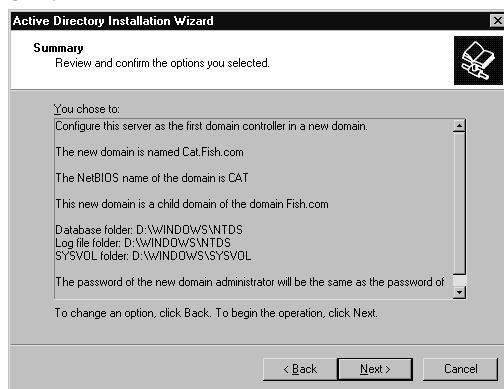 Active Directory Installation Wizard
Summary
Review and confirm the options you selected.
You chose to:
Configure this server as the first domain controller in a new domain.
The new domain is named Cat.Fish.com
The NetBIOS name of the domain is CAT
This new domain is a child domain of the domain Fish.com
Database folder: D:\WINDOWS\NTDS
Log file folder: D:\WINDOWS\NTDS
SYSVOL folder: D:\WINDOWS\SYSVOL
The password of the new domain administrator will be the same as the password of
To change an option, click Back. To begin the operation, click Next.
< Back Next > Cancel